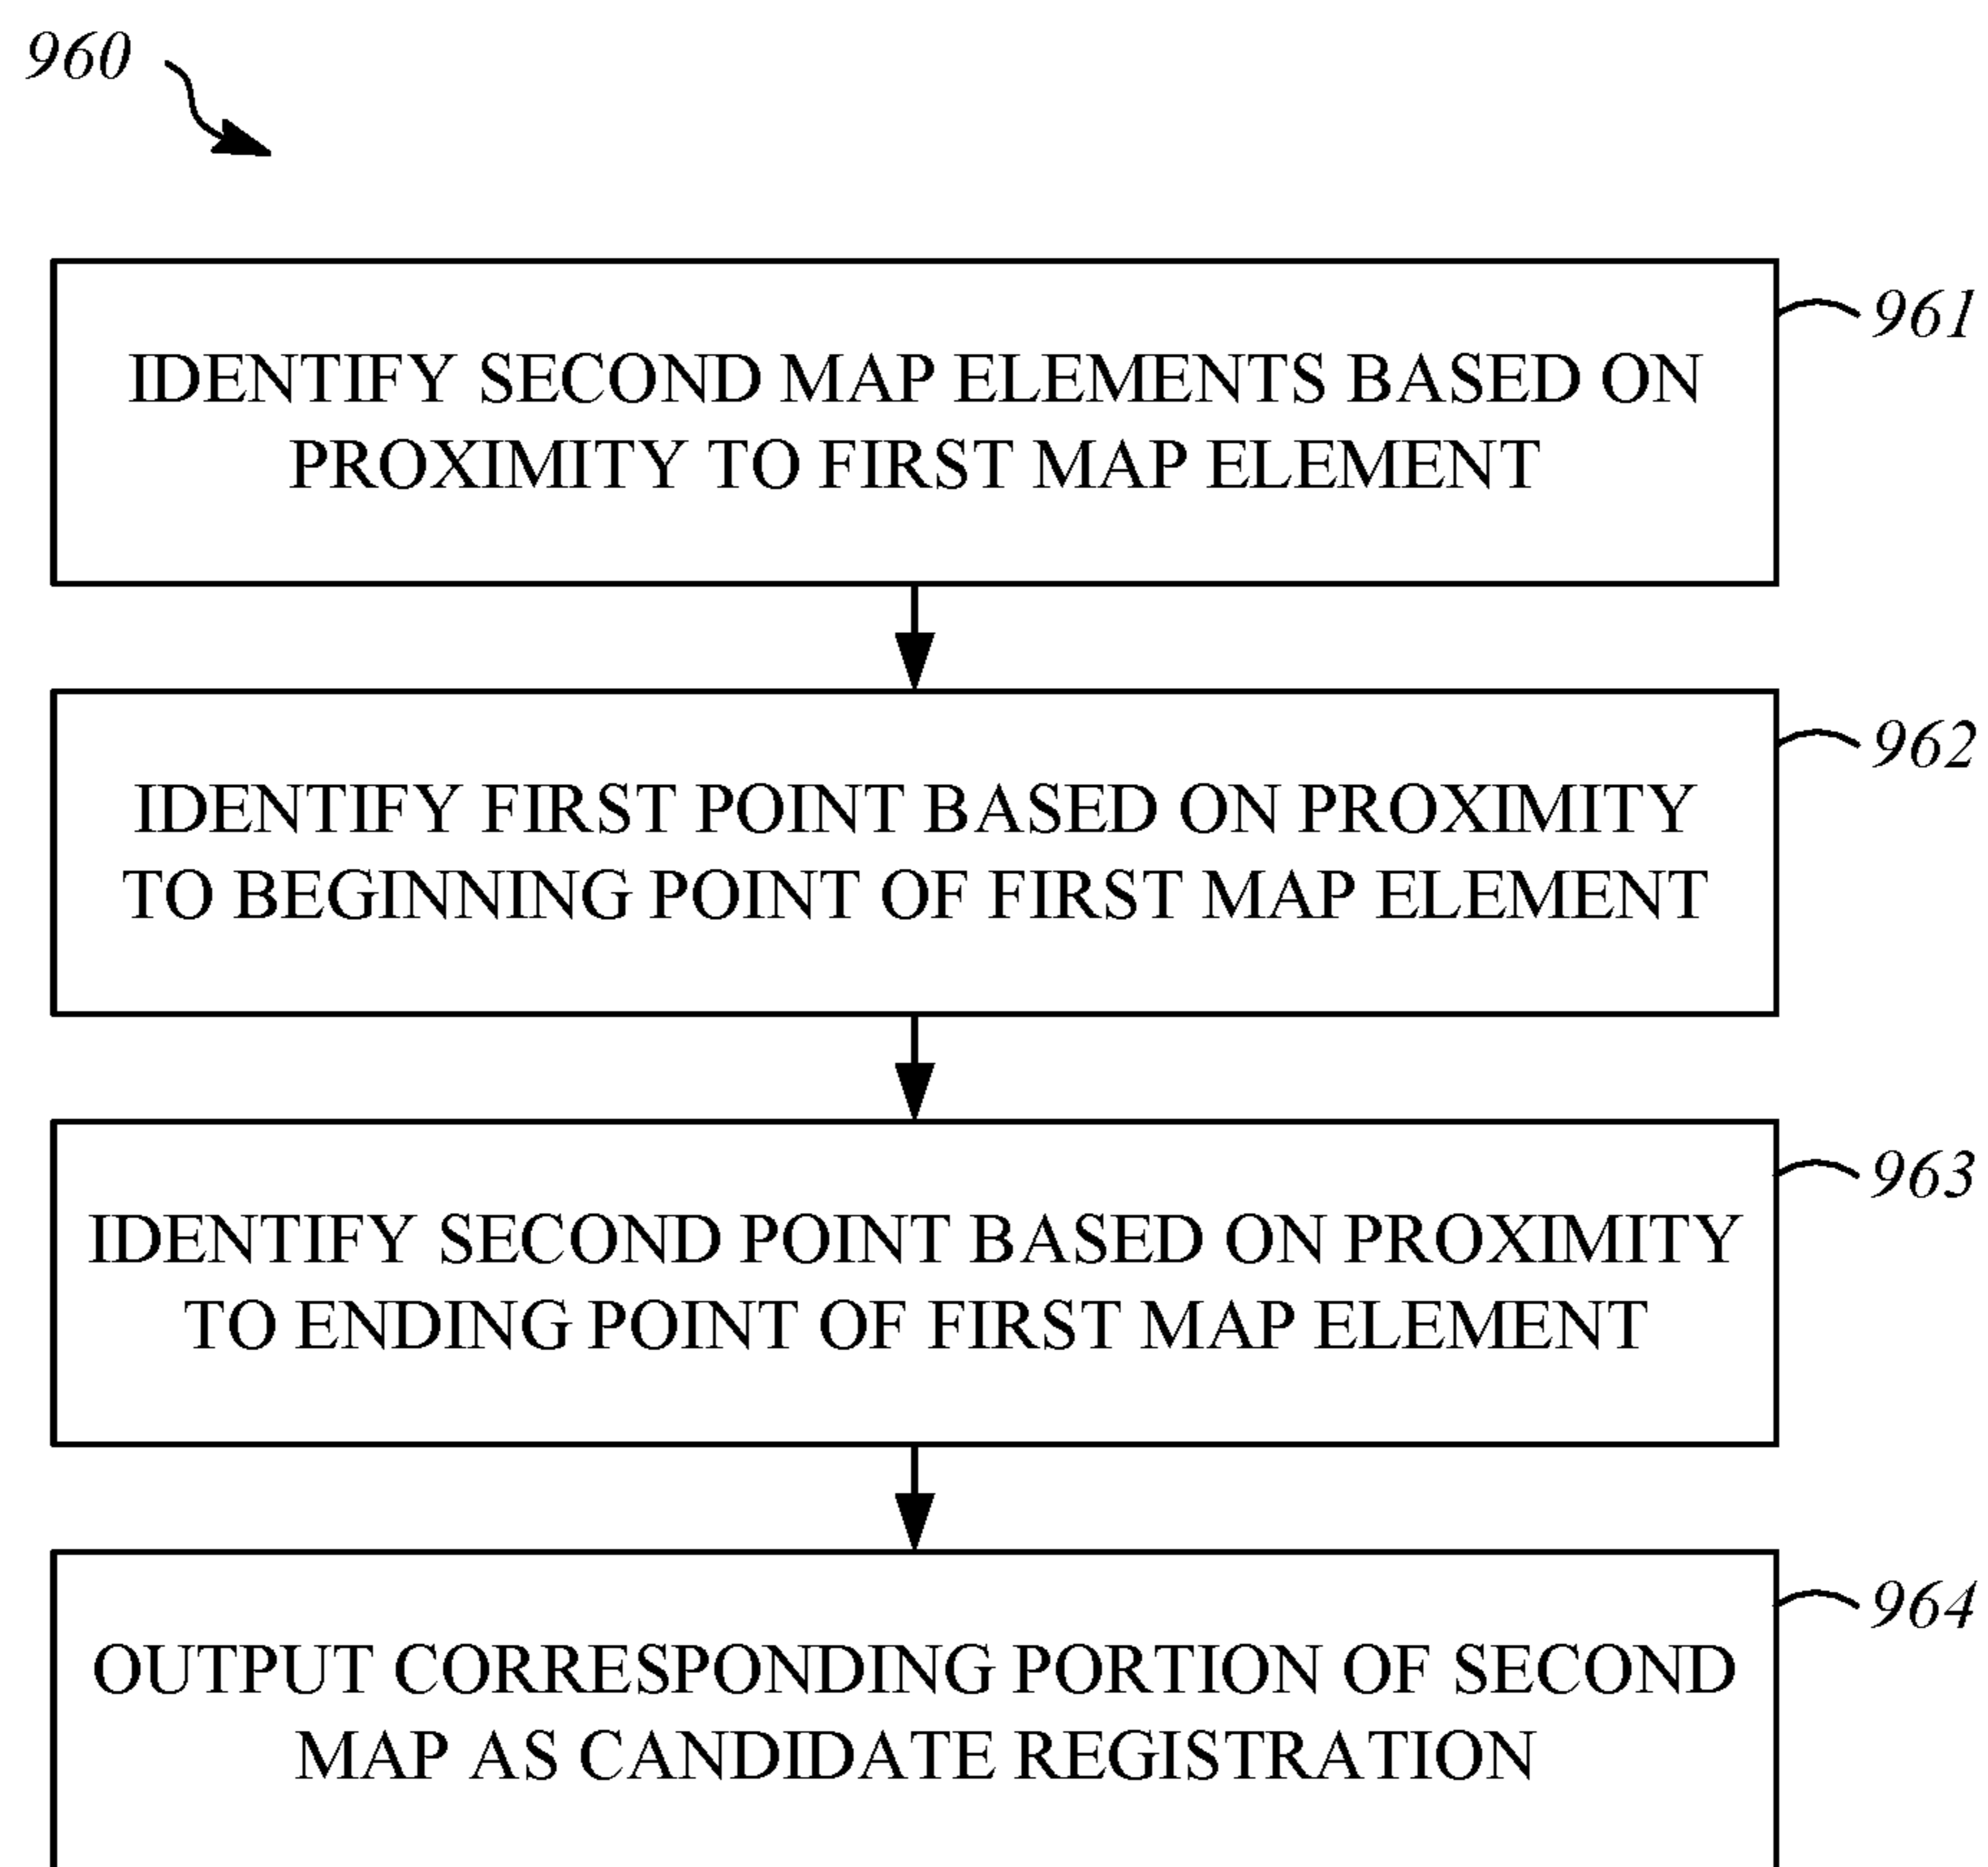 960
961
IDENTIFY SECOND MAP ELEMENTS BASED ON
PROXIMITY TO FIRST MAP ELEMENT
962
IDENTIFY FIRST POINT BASED ON PROXIMITY
TO BEGINNING POINT OF FIRST MAP ELEMENT
963
IDENTIFY SECOND POINT BASED ON PROXIMITY
TO ENDING POINT OF FIRST MAP ELEMENT
964
OUTPUT CORRESPONDING PORTION OF SECOND
MAP AS CANDIDATE REGISTRATION